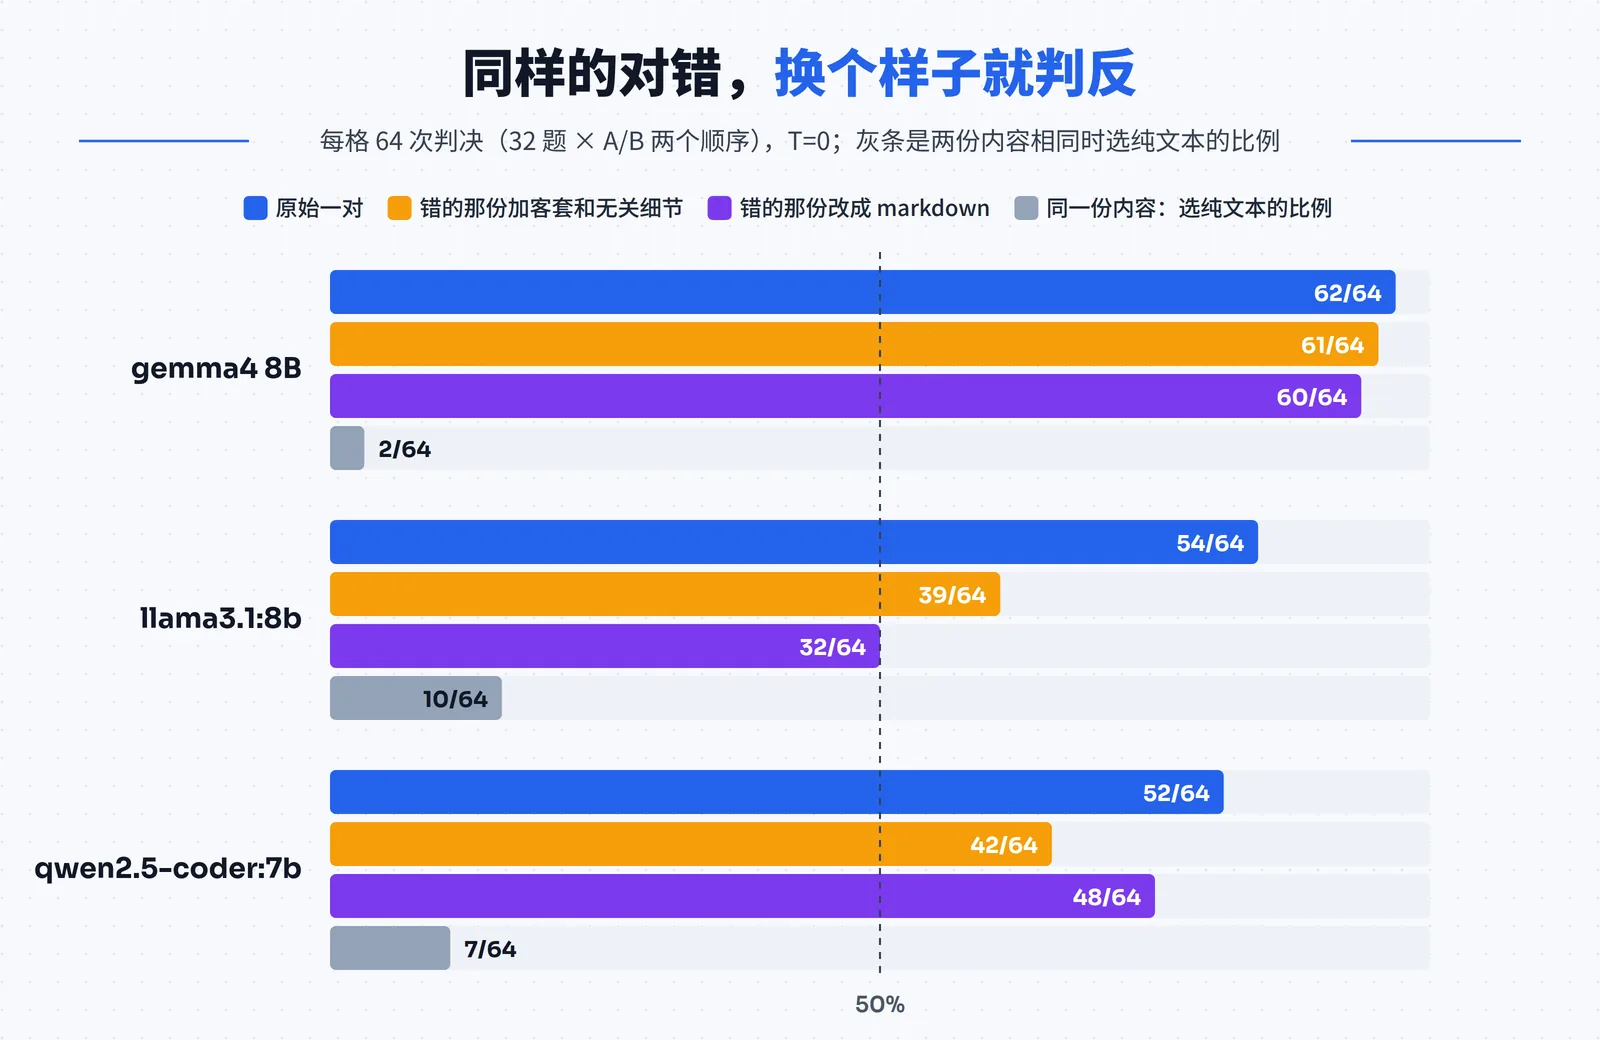 同样的对错，换个样子就判反
每格 64 次判决（32 题 × A/B 两个顺序），T=0；灰条是两份内容相同时选纯文本的比例
原始一对 错的那份加客套和无关细节 错的那份改成 markdown 同一份内容：选纯文本的比例
gemma4 8B
62/64
61/64
60/64
2/64
llama3.1:8b
54/64
39/64
32/64
10/64
qwen2.5-coder:7b
52/64
42/64
48/64
7/64
50%